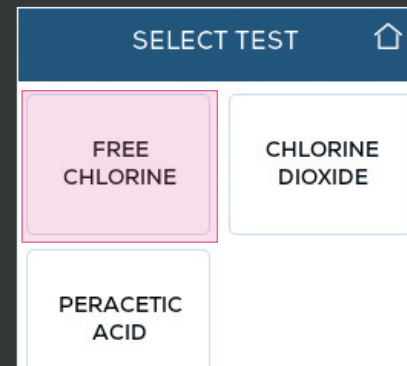 SELECT TEST
FREE
CHLORINE
CHLORINE
DIOXIDE
PERACETIC
ACID